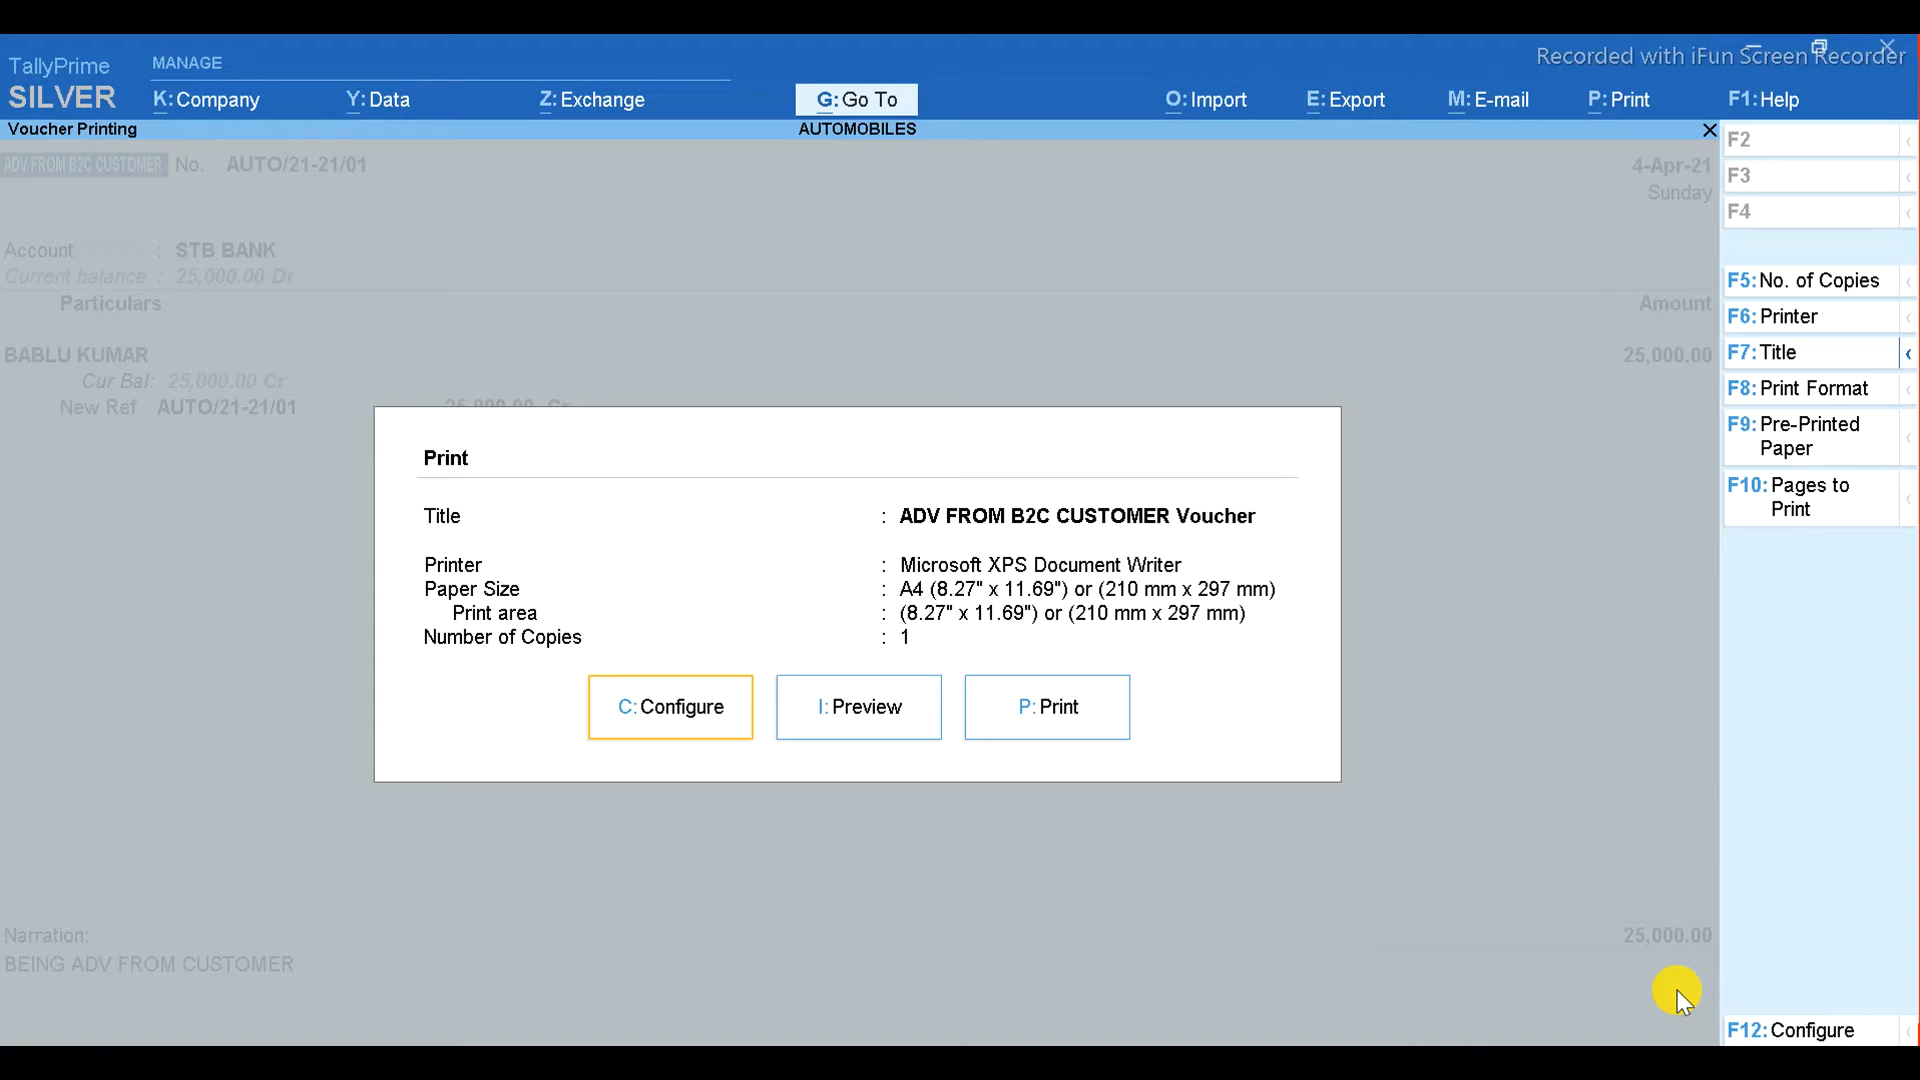 Recorded with iFun Screen Recorder
TallyPrime
SILVER
MANAGE
K:Company
Y:Data
Z:Exchange
G:Go To
O:Import
E:Export
M:E-mail
P:Print
F1:Help
Voucher Printing
AUTOMOBILES
ADV FROM B2C CUSTOMER No. AUTO/21-21/01
4-Apr-21
Sunday
Account : STB BANK
Current balance : 25,000.00 Dr
Particulars
Amount
BABLU KUMAR
25,000.00
Cur Bal: 25,000.00 Cr
New Ref AUTO/21-21/01
25,000.00 Cr
Print
Title : ADV FROM B2C CUSTOMER Voucher
Printer : Microsoft XPS Document Writer
Paper Size : A4 (8.27" x 11.69") or (210 mm x 297 mm)
Print area : (8.27" x 11.69") or (210 mm x 297 mm)
Number of Copies : 1
C:Configure
I:Preview
P:Print
Narration:
25,000.00
BEING ADV FROM CUSTOMER
F2
F3
F4
F5:No. of Copies
F6:Printer
F7:Title
F8:Print Format
F9:Pre-Printed
Paper
F10:Pages to
Print
F12:Configure